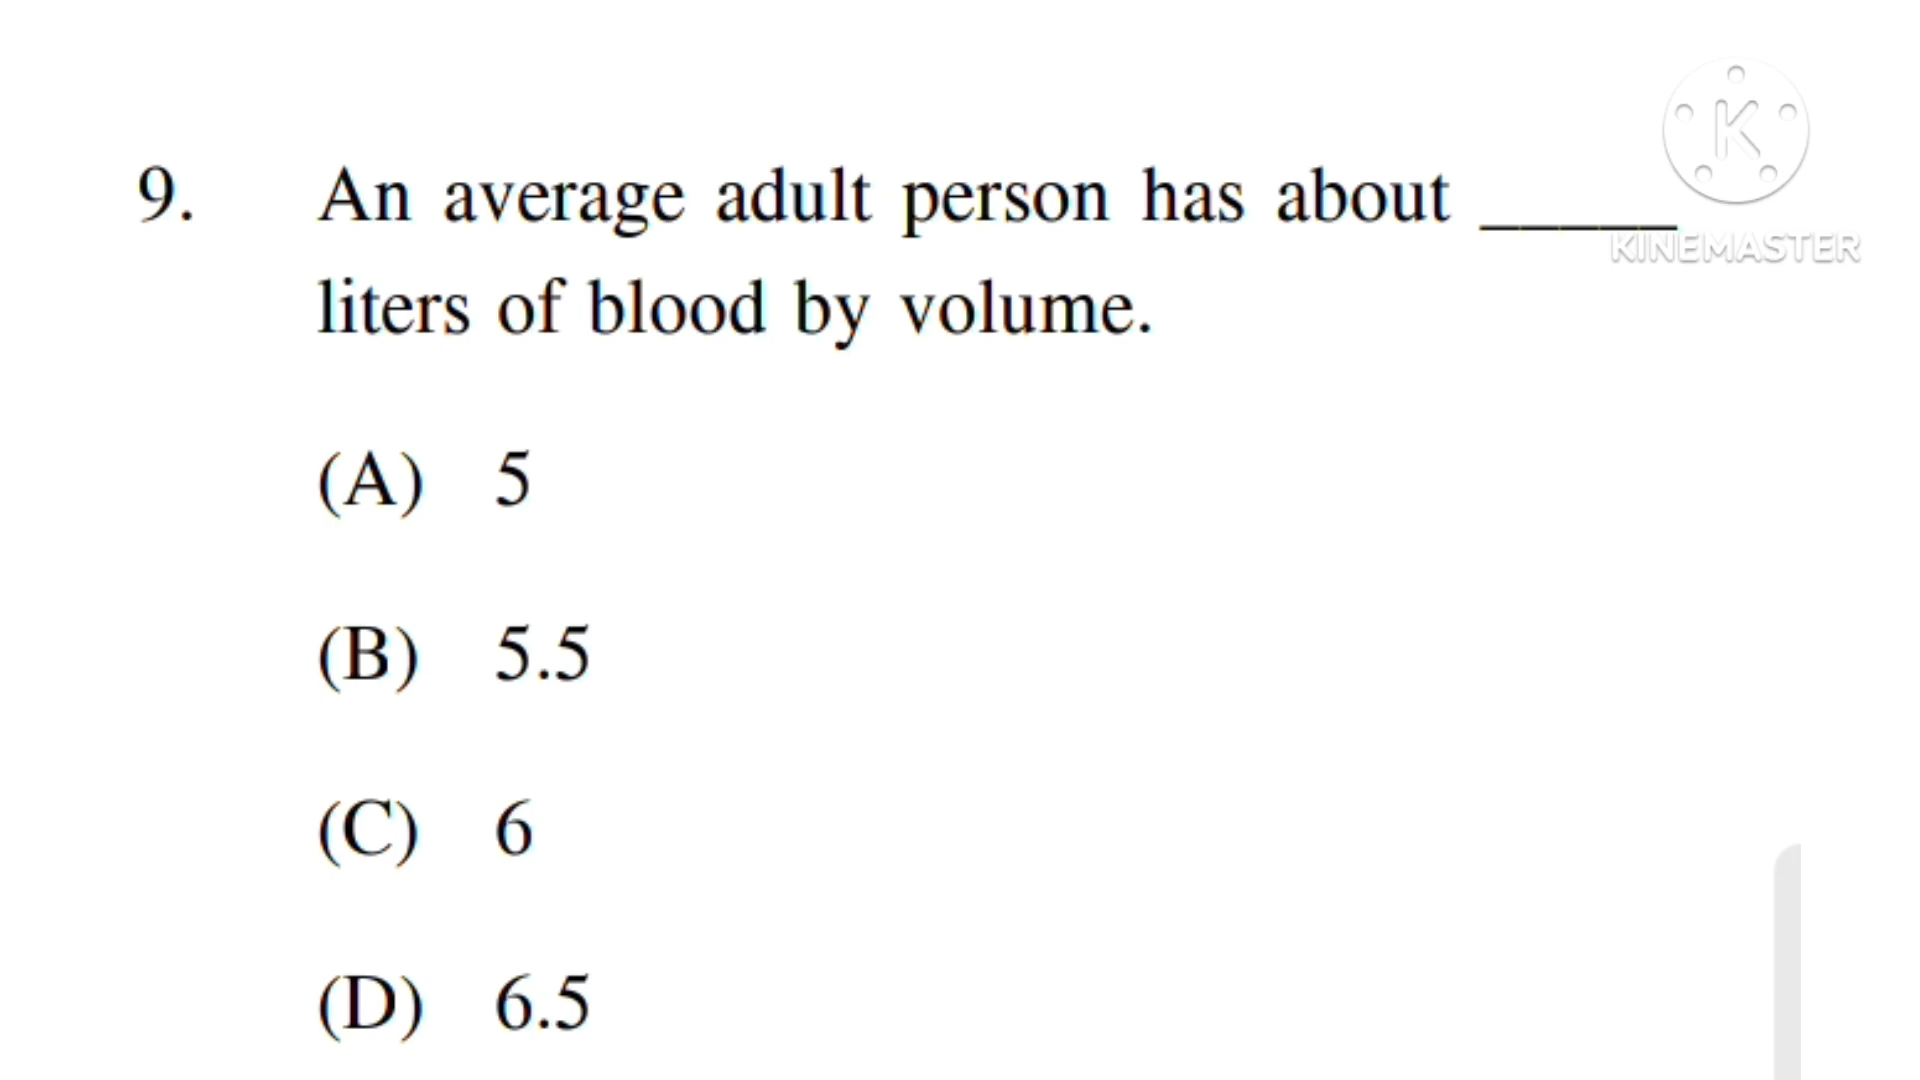 9. An average adult person has about _____
liters of blood by volume.
(A) 5
(B) 5.5
(C) 6
(D) 6.5
K
KINEMASTER